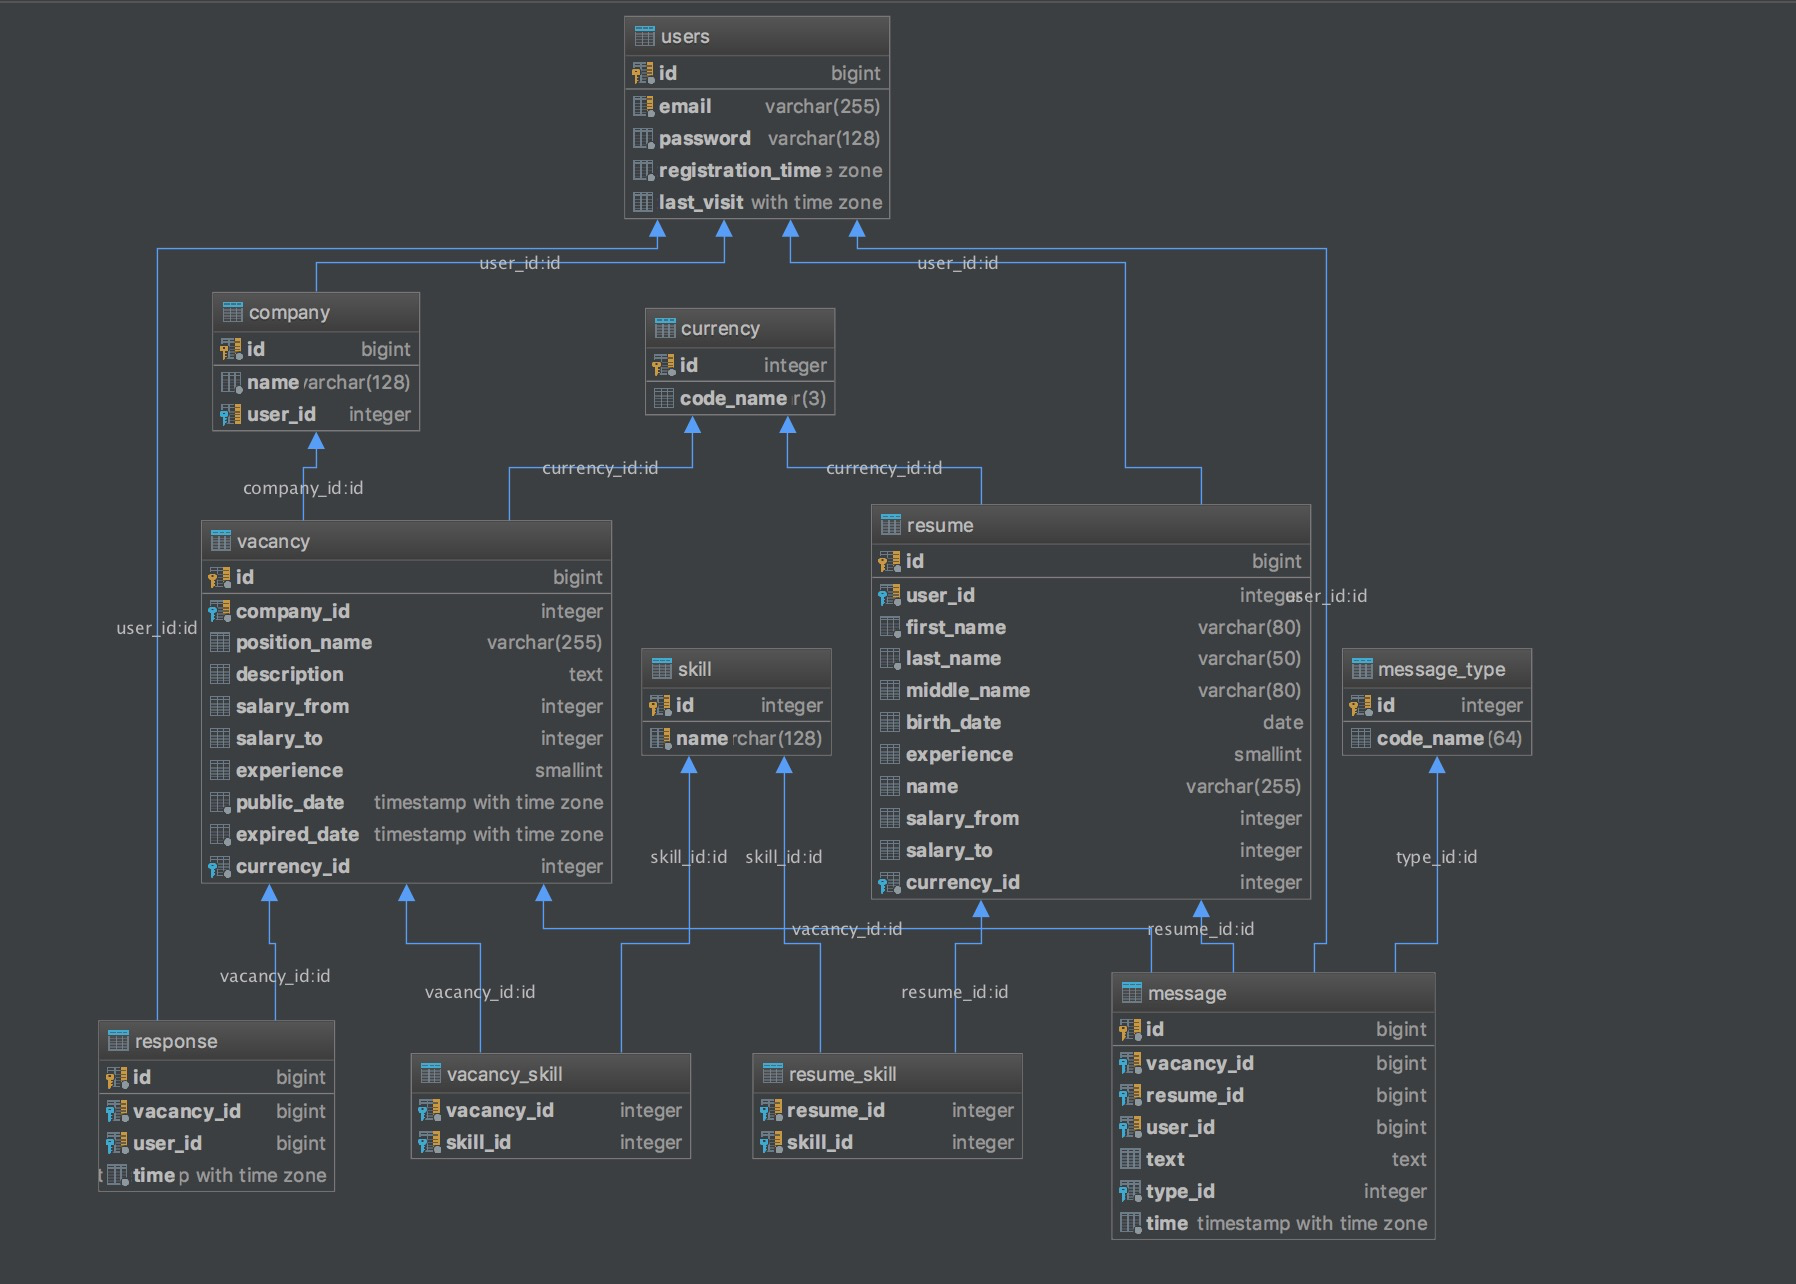 users
id bigint
email varchar(255)
password varchar(128)
registration_time zone
last_visit with time zone
user_id:id
user_id:id
company
id bigint
name varchar(128)
user_id integer
currency
id integer
code_name r(3)
company_id:id
currency_id:id
currency_id:id
vacancy
id bigint
company_id integer
position_name varchar(255)
description text
salary_from integer
salary_to integer
experience smallint
public_date timestamp with time zone
expired_date timestamp with time zone
currency_id integer
resume
id bigint
user_id integer
first_name varchar(80)
last_name varchar(50)
middle_name varchar(80)
birth_date date
experience smallint
name varchar(255)
salary_from integer
salary_to integer
currency_id integer
user_id:id
user_id:id
skill
id integer
name rchar(128)
message_type
id integer
code_name (64)
skill_id:id
skill_id:id
type_id:id
vacancy_id:id
resume_id:id
vacancy_id:id
vacancy_id:id
resume_id:id
response
id bigint
vacancy_id bigint
user_id bigint
time p with time zone
vacancy_skill
vacancy_id integer
skill_id integer
resume_skill
resume_id integer
skill_id integer
message
id bigint
vacancy_id bigint
resume_id bigint
user_id bigint
text text
type_id integer
time timestamp with time zone